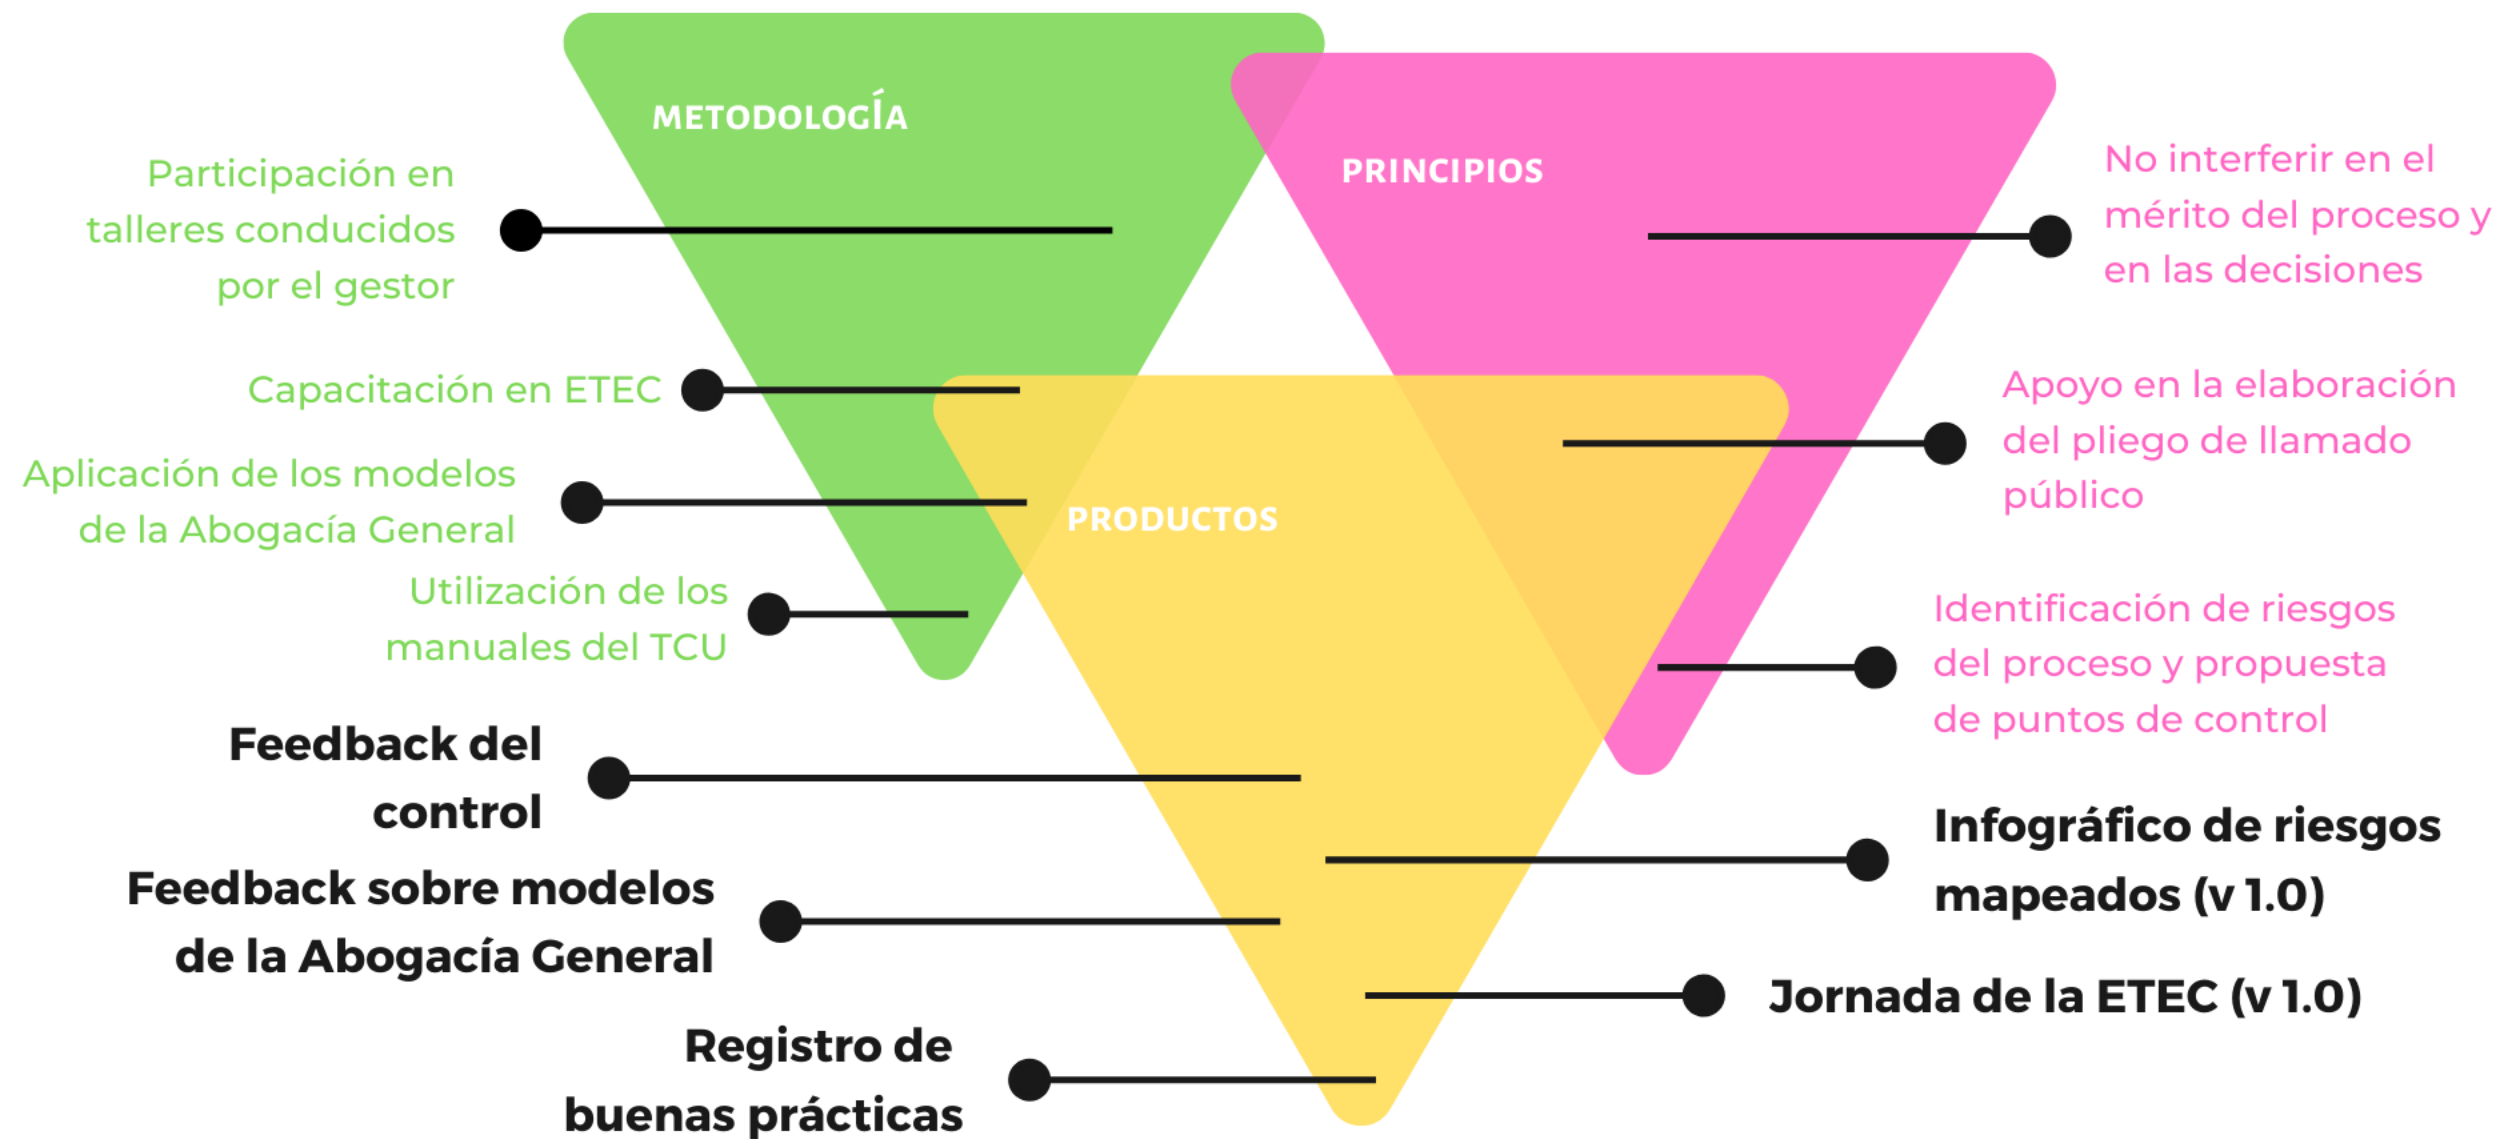 METODOLOGÍA
Participación en
talleres conducidos
por el gestor
Capacitación en ETEC
Aplicación de los modelos
de la Abogacía General
Utilización de los
manuales del TCU
PRINCIPIOS
No interferir en el
mérito del proceso y
en las decisiones
Apoyo en la elaboración
del pliego de llamado
público
Identificación de riesgos
del proceso y propuesta
de puntos de control
PRODUCTOS
Feedback del
control
Feedback sobre modelos
de la Abogacía General
Registro de
buenas prácticas
Infográfico de riesgos
mapeados (v 1.0)
Jornada de la ETEC (v 1.0)